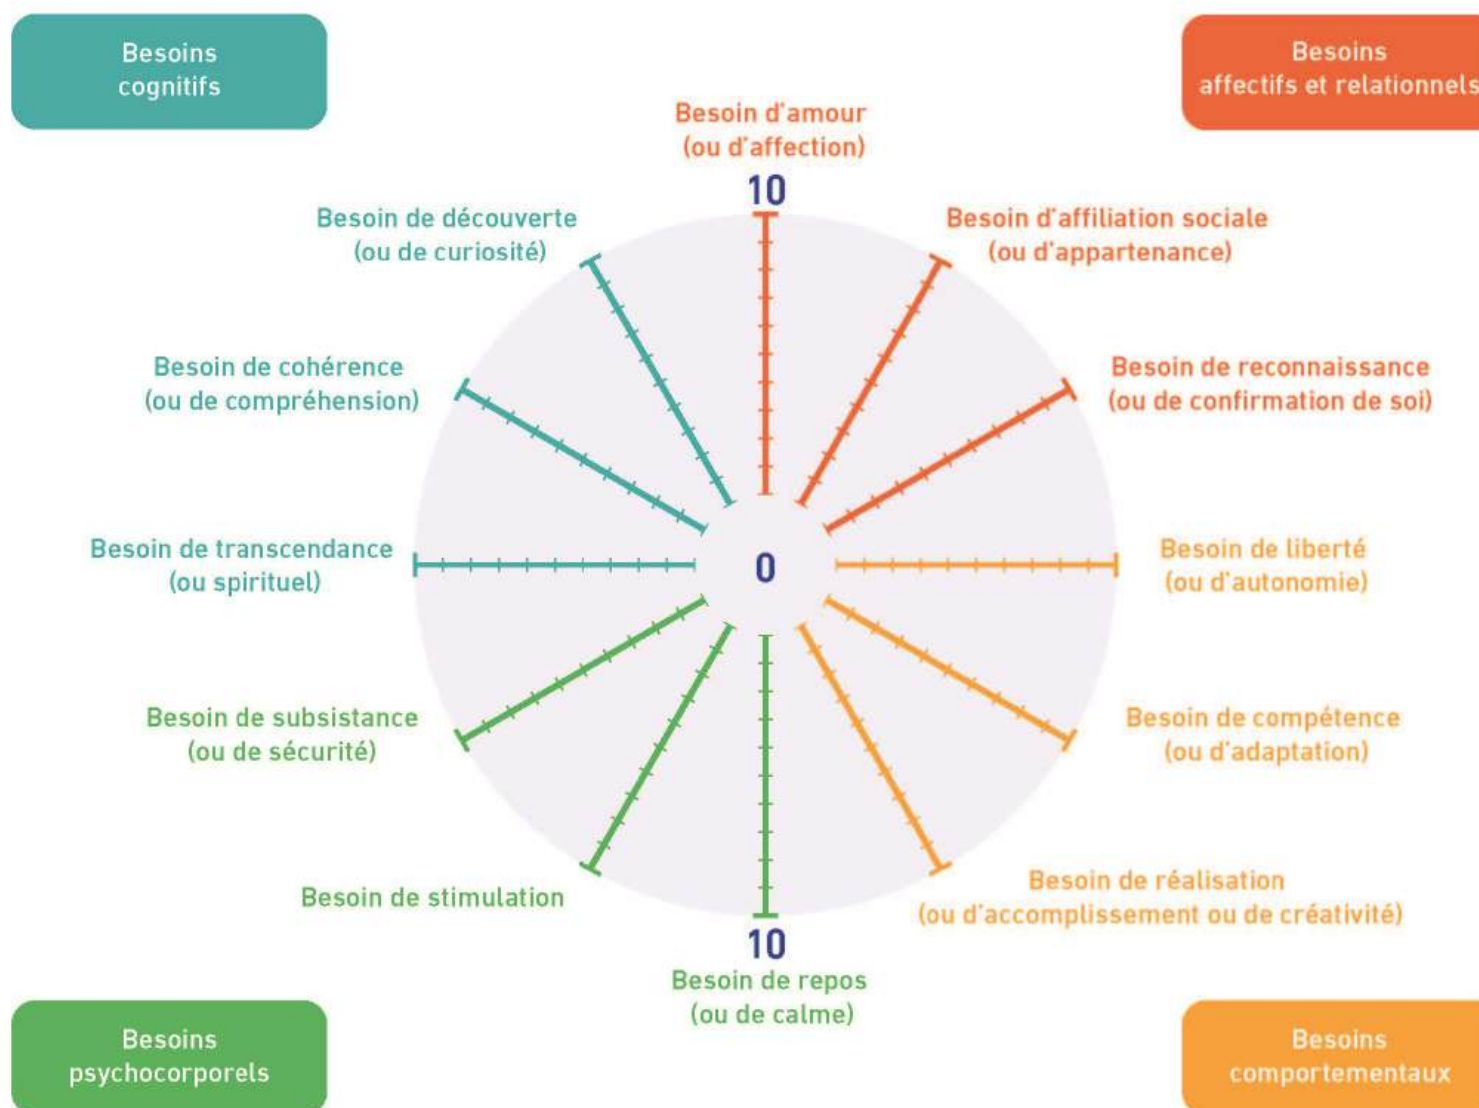 Besoins
cognitifs
Besoins
affectifs et relationnels
Besoin d'amour
(ou d'affection)
10
Besoin de découverte
(ou de curiosité)
Besoin d'affiliation sociale
(ou d'appartenance)
Besoin de cohérence
(ou de compréhension)
Besoin de reconnaissance
(ou de confirmation de soi)
Besoin de transcendance
(ou spirituel)
0
Besoin de liberté
(ou d'autonomie)
Besoin de subsistance
(ou de sécurité)
Besoin de compétence
(ou d'adaptation)
Besoin de stimulation
Besoin de réalisation
(ou d'accomplissement ou de créativité)
10
Besoin de repos
(ou de calme)
Besoins
psychocorporels
Besoins
comportementaux